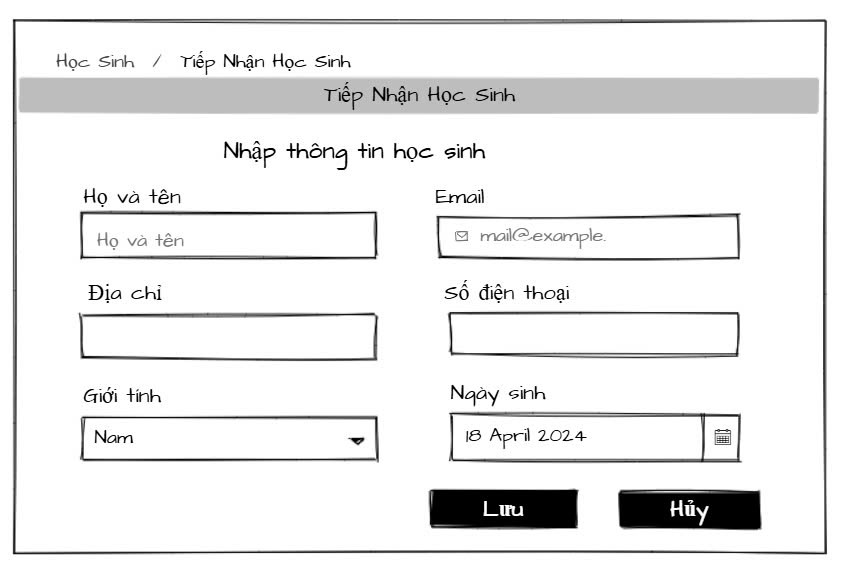 Học Sinh / Tiếp Nhận Học Sinh
Tiếp Nhận Học Sinh
Nhập thông tin học sinh
Họ và tên
Email
Họ và tên
mail@example.
Địa chỉ
Số điện thoại
Giới tính
Ngày sinh
Nam
18 April 2024
Lưu
Hủy